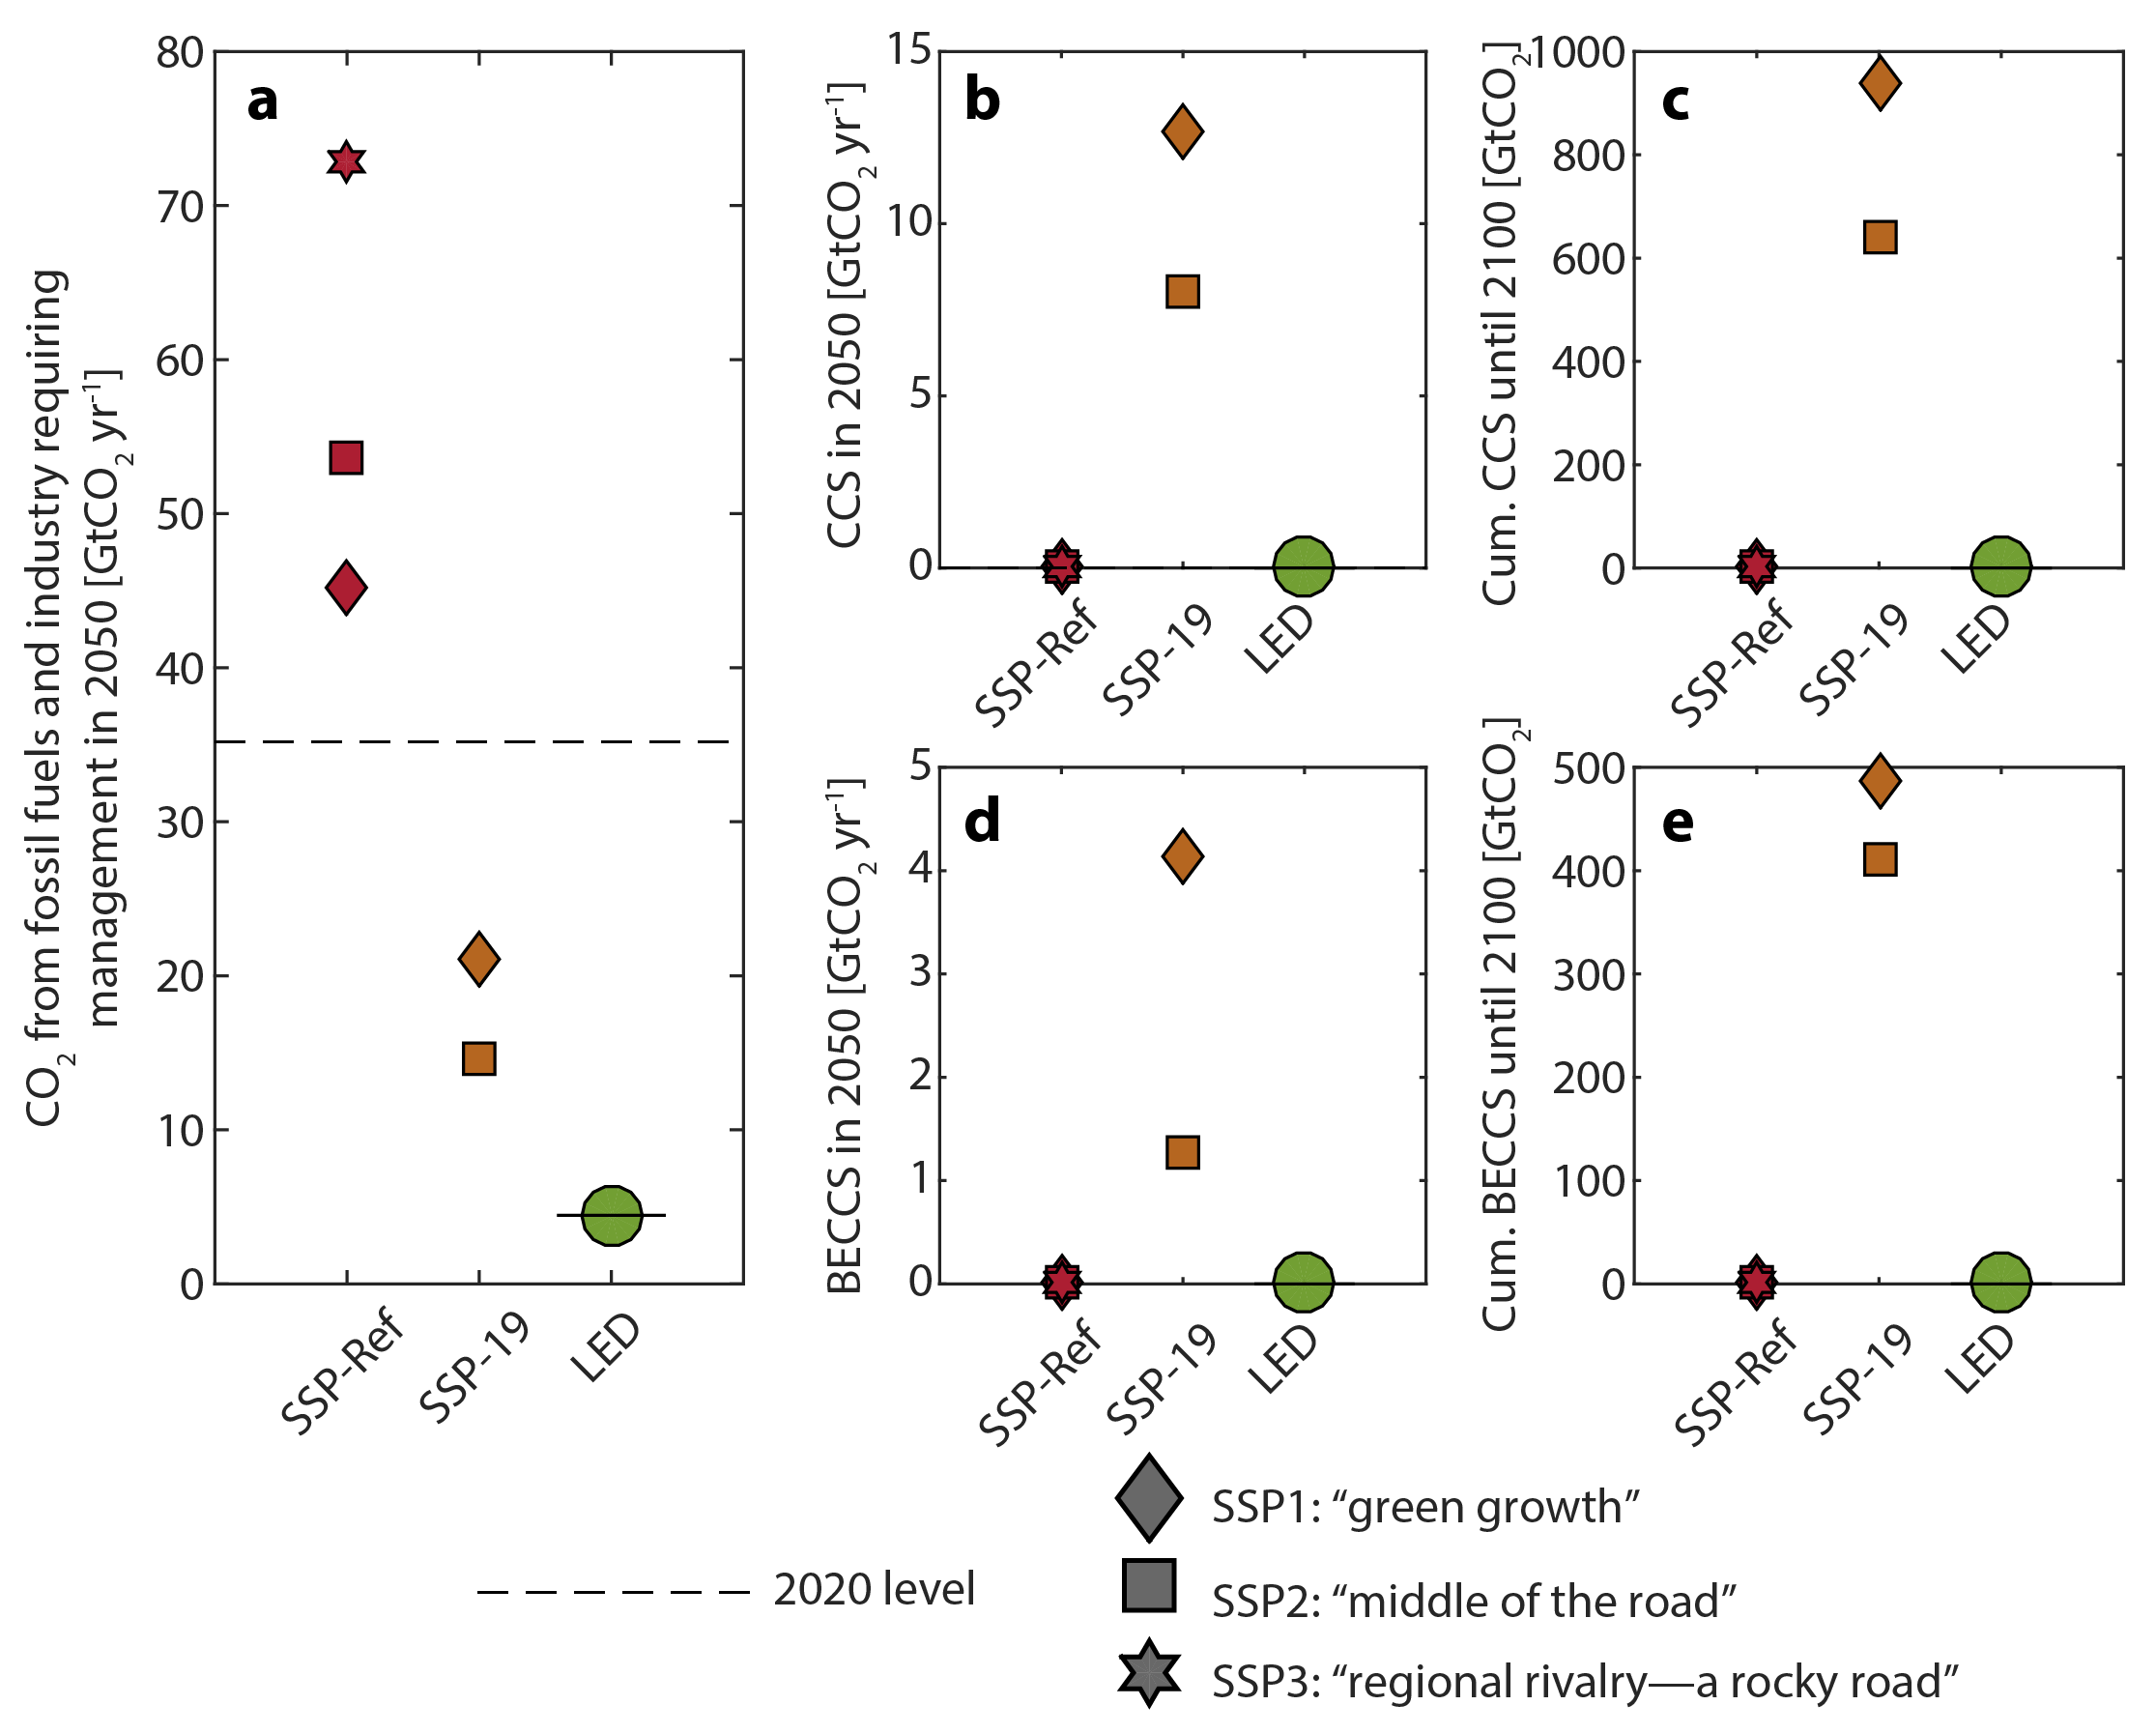 a
CO2 from fossil fuels and industry requiring
management in 2050 [GtCO2 yr-1]
80
70
60
50
40
30
20
10
0
SSP-Ref
SSP-19
LED
b
CCS in 2050 [GtCO2 yr-1]
15
10
5
0
SSP-Ref
SSP-19
LED
c
Cum. CCS until 2100 [GtCO2]
1000
800
600
400
200
0
SSP-Ref
SSP-19
LED
d
BECCS in 2050 [GtCO2 yr-1]
5
4
3
2
1
0
SSP-Ref
SSP-19
LED
e
Cum. BECCS until 2100 [GtCO2]
500
400
300
200
100
0
SSP-Ref
SSP-19
LED
2020 level
SSP1: “green growth”
SSP2: “middle of the road”
SSP3: “regional rivalry—a rocky road”